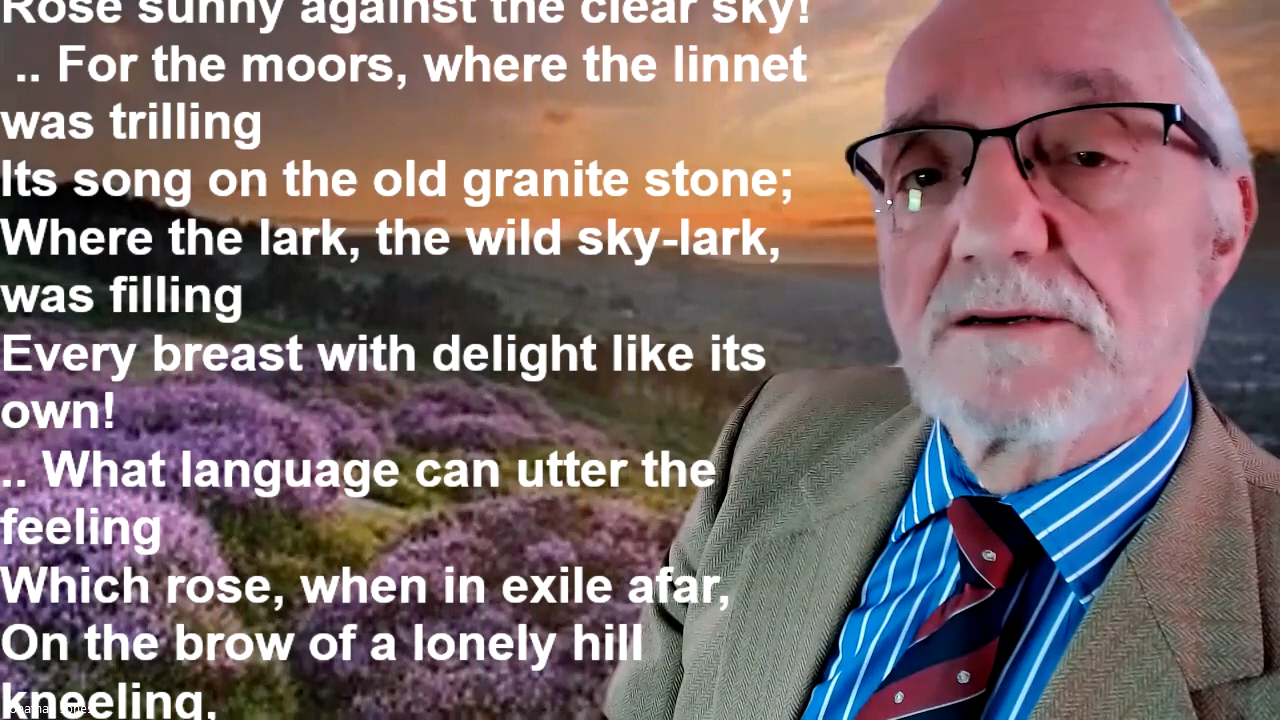 Rose sunny against the clear sky!
.. For the moors, where the linnet
was trilling
Its song on the old granite stone;
Where the lark, the wild sky-lark,
was filling
Every breast with delight like its
own!
.. What language can utter the
feeling
Which rose, when in exile afar,
On the brow of a lonely hill
kneeling,